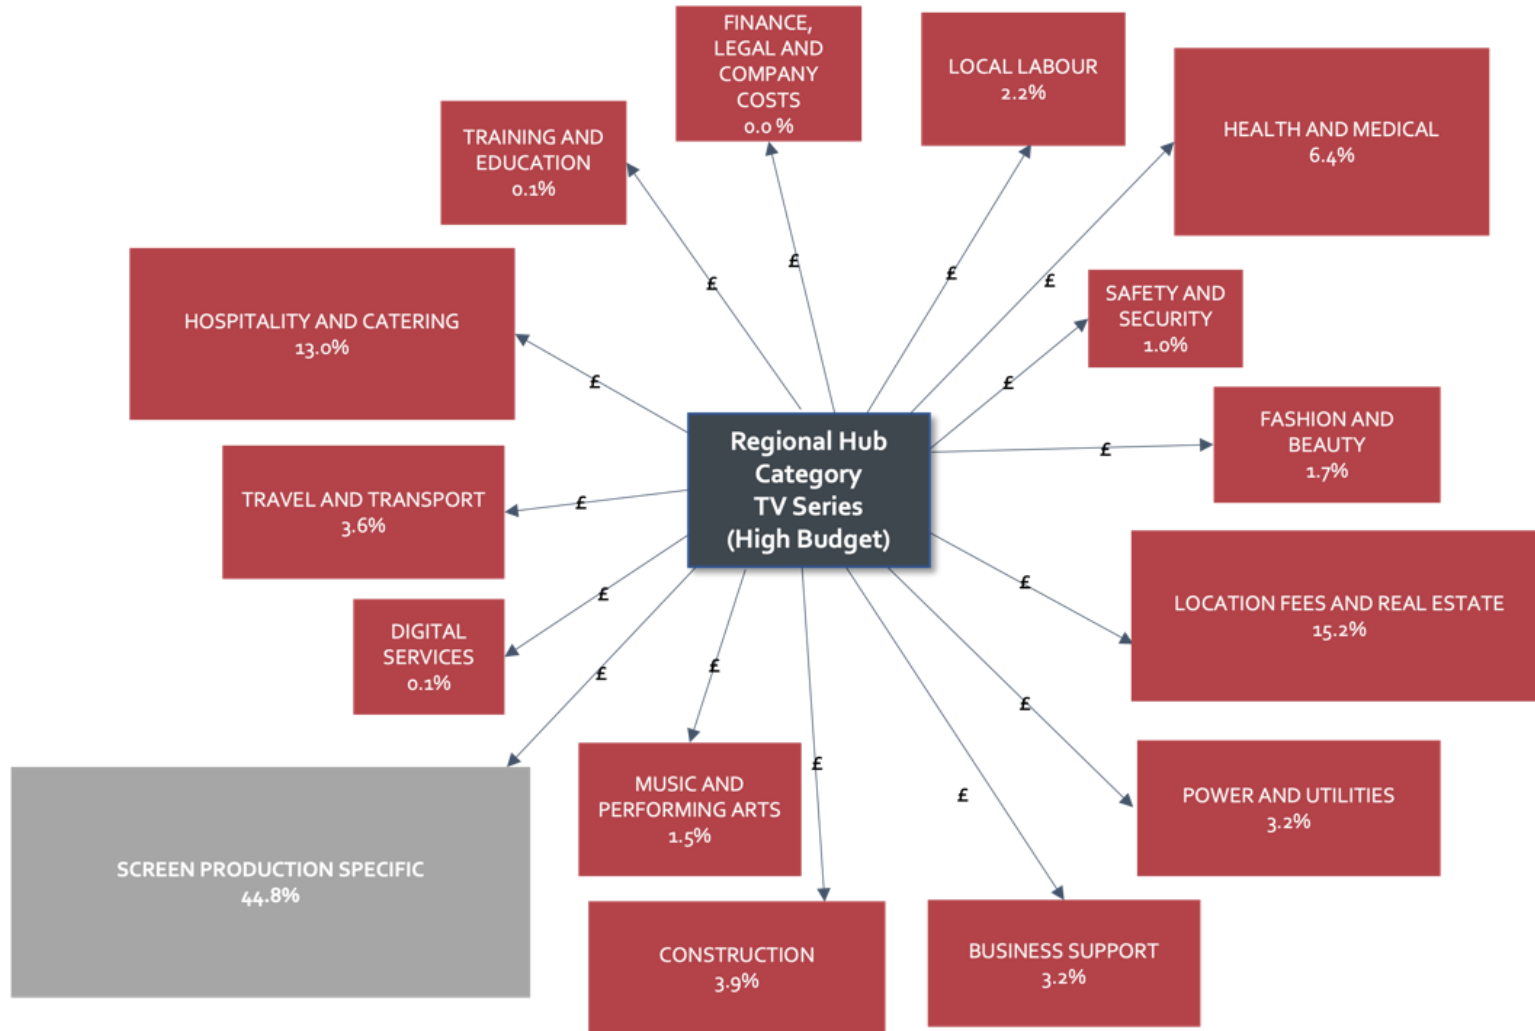 FINANCE,
LEGAL AND
COMPANY
COSTS
0.0 %
LOCAL LABOUR
2.2%
HEALTH AND MEDICAL
6.4%
TRAINING AND
EDUCATION
0.1%
£
£
£
£
HOSPITALITY AND CATERING
13.0%
SAFETY AND
SECURITY
1.0%
£
£
FASHION AND
BEAUTY
1.7%
£
Regional Hub
Category
TV Series
(High Budget)
TRAVEL AND TRANSPORT
3.6%
£
LOCATION FEES AND REAL ESTATE
15.2%
£
DIGITAL
SERVICES
0.1%
£
£
£
£
SCREEN PRODUCTION SPECIFIC
44.8%
MUSIC AND
PERFORMING ARTS
1.5%
£
£
POWER AND UTILITIES
3.2%
CONSTRUCTION
3.9%
BUSINESS SUPPORT
3.2%